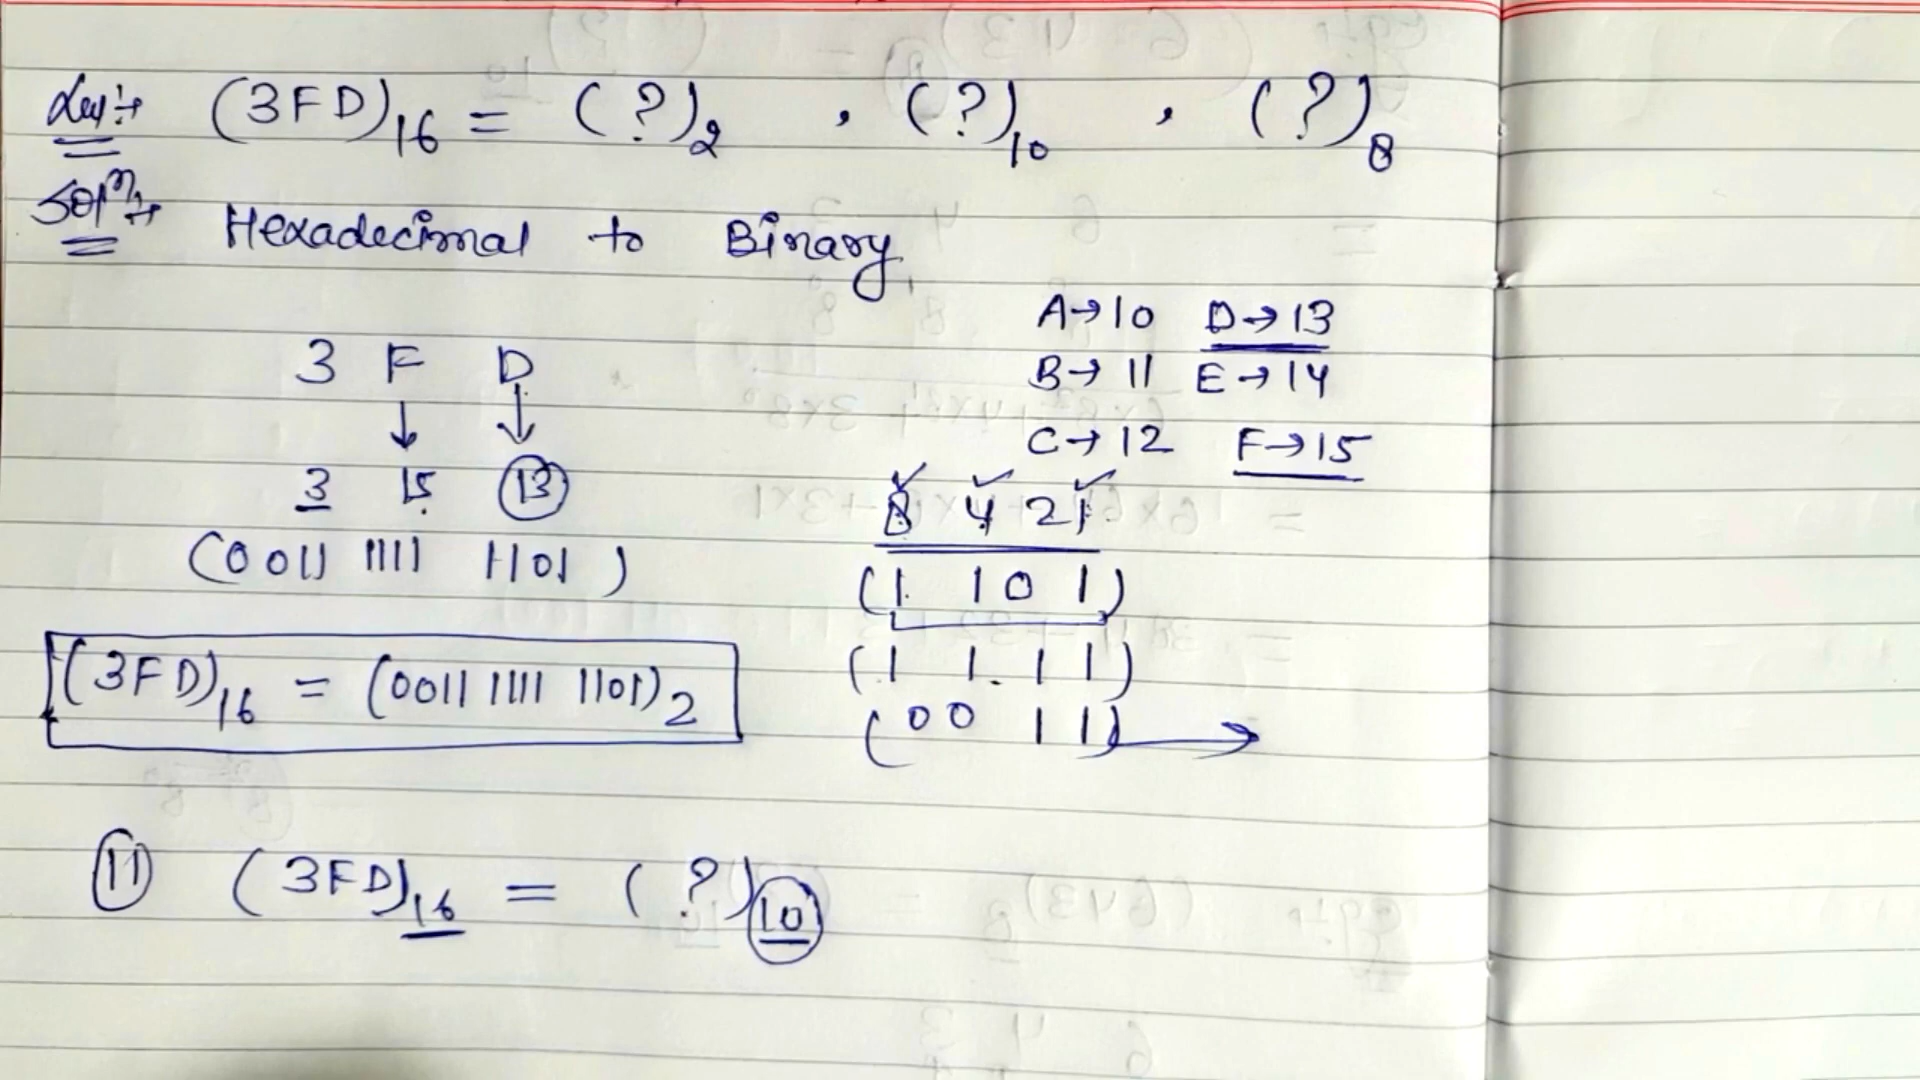 (3FD)16 = (?)2 , (?)10 , (?)8
Solⁿ:→ Hexadecimal to Binary
A→10 D→13
3 F D
B→11 E→14
↓ ↓
C→12 F→15
3 15 13
8 4 2 1
(0011 1111 1101)
(1 1 0 1)
(1 1 1 1)
(3FD)16 = (0011 1111 1101)2
(0 0 1 1)→
11 (3FD)16 = (?)10